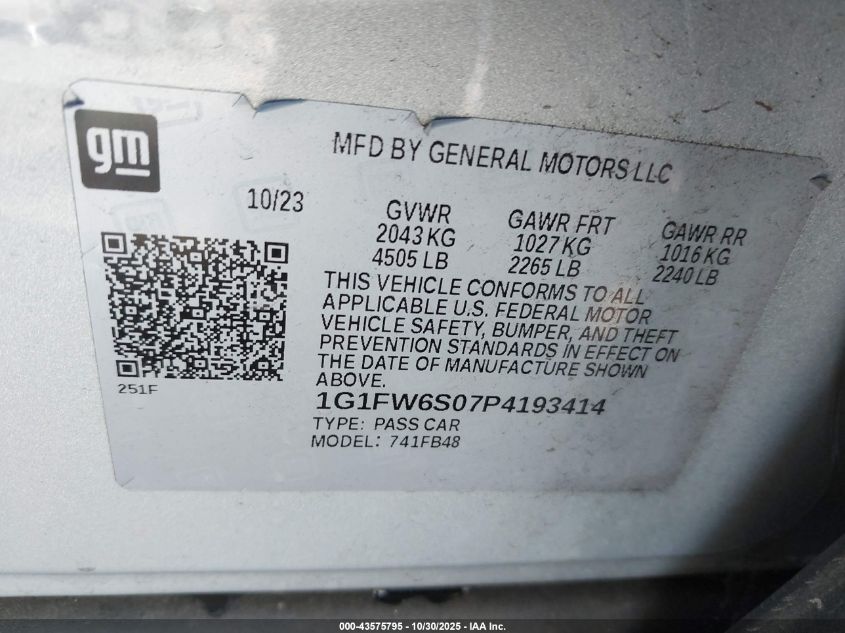 gm
MFD BY GENERAL MOTORS LLC
10/23
GVWR GAWR FRT GAWR RR
2043 KG 1027 KG 1016 KG
4505 LB 2265 LB 2240 LB
THIS VEHICLE CONFORMS TO ALL
APPLICABLE U.S. FEDERAL MOTOR
VEHICLE SAFETY, BUMPER, AND THEFT
PREVENTION STANDARDS IN EFFECT ON
THE DATE OF MANUFACTURE SHOWN
ABOVE.
251F
1G1FW6S07P4193414
TYPE: PASS CAR
MODEL: 741FB48
000-43575795 - 10/30/2025 - IAA Inc.